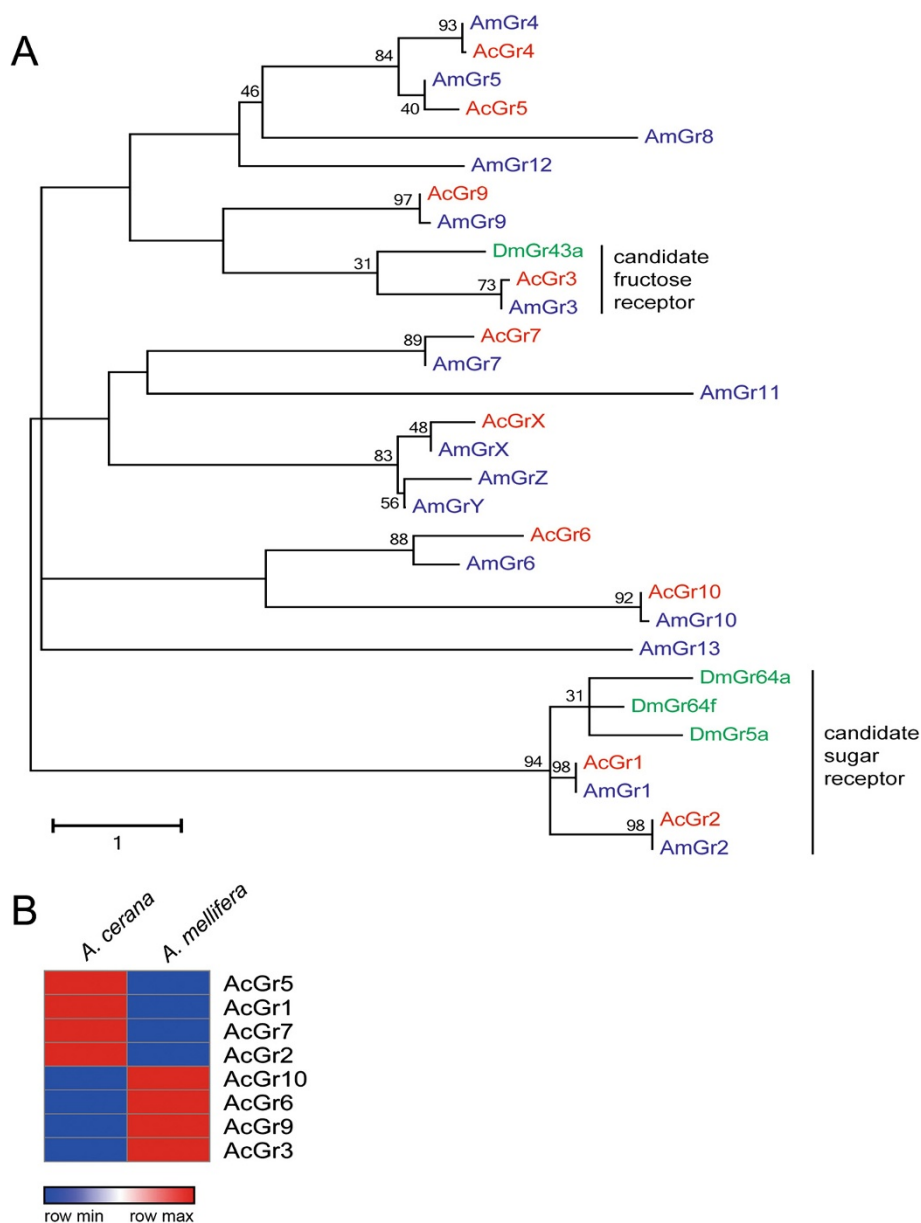 A
93
AmGr4
AcGr4
84
AmGr5
40
AcGr5
46
AmGr8
AmGr12
97
AcGr9
AmGr9
DmGr43a
31
73
AcGr3
AmGr3
candidate
fructose
receptor
89
AcGr7
AmGr7
AmGr11
48
AcGrX
AmGrX
83
AmGrZ
56
AmGrY
88
AcGr6
AmGr6
92
AcGr10
AmGr10
AmGr13
31
DmGr64a
DmGr64f
DmGr5a
94
98
AcGr1
AmGr1
98
AcGr2
AmGr2
candidate
sugar
receptor
1
B
A. cerana
A. mellifera
AcGr5
AcGr1
AcGr7
AcGr2
AcGr10
AcGr6
AcGr9
AcGr3
row min row max